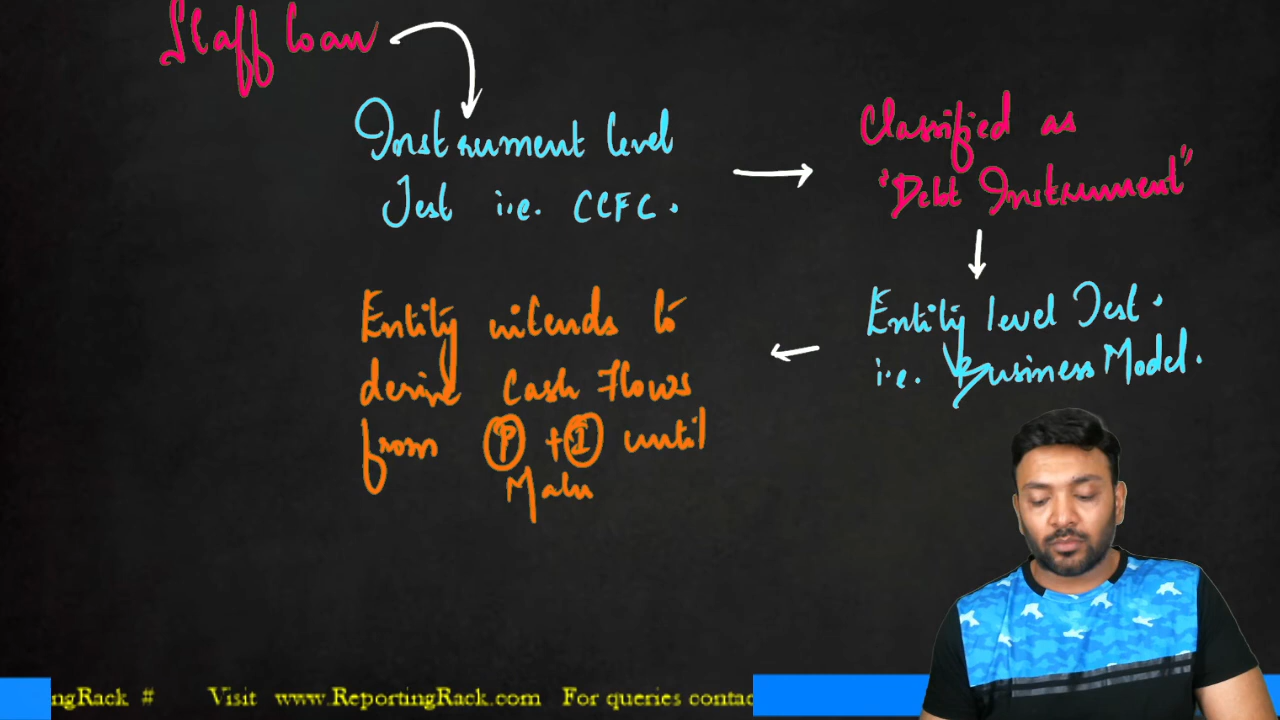 Staff loan
Instrument level
Test i.e. CCFC.
Classified as
"Debt Instrument"
Entity level Test.
i.e. Business Model.
Entity intends to
derive Cash Flows
from P + I until
ngRack # Visit www.ReportingRack.com For queries contac